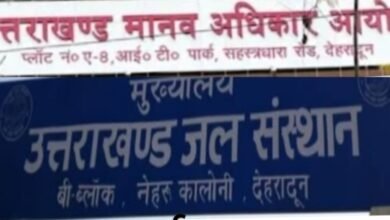 उत्तराखण्ड मानव अधिकार आयो
प्लॉट नं० ए-8, आई० टी० पार्क, सहस्त्रधारा रोड, देहरादून
मुख्यालय
उत्तराखण्ड जल संस्थान
बी-ब्लॉक , नेहरू कालोनी , देहरादून